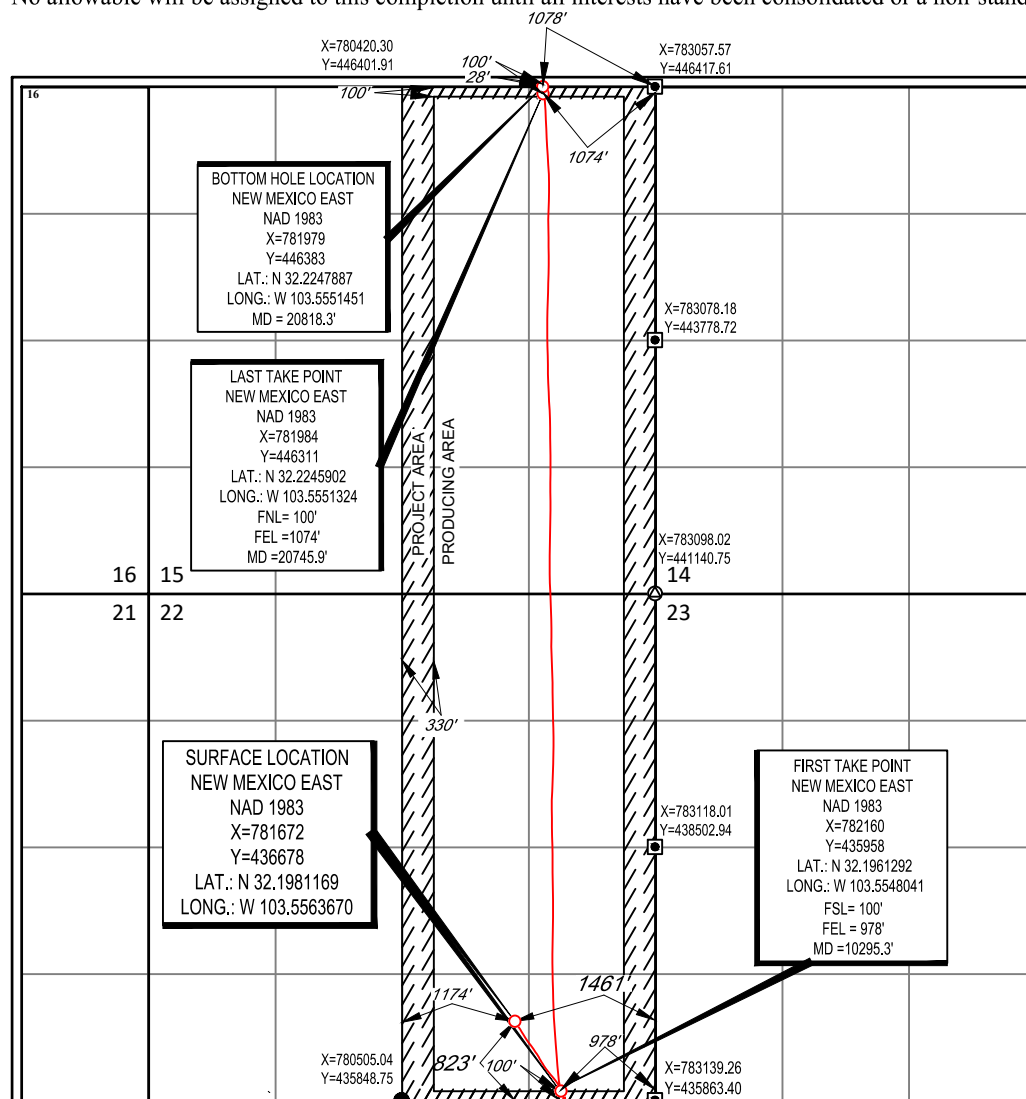 No allowable will be assigned to this completion until all interests have been consolidated or a non-stand
1078'
X=780420.30
Y=446401.91
X=783057.57
Y=446417.61
100'
28'
100'
16
1074'
BOTTOM HOLE LOCATION
NEW MEXICO EAST
NAD 1983
X=781979
Y=446383
LAT.: N 32.2247887
LONG.: W 103.5551451
MD = 20818.3'
X=783078.18
Y=443778.72
LAST TAKE POINT
NEW MEXICO EAST
NAD 1983
X=781984
Y=446311
LAT.: N 32.2245902
LONG.: W 103.5551324
FNL= 100'
FEL =1074'
MD =20745.9'
PROJECT AREA
PRODUCING AREA
X=783098.02
Y=441140.75
16 15
14
21 22
23
330'
SURFACE LOCATION
NEW MEXICO EAST
NAD 1983
X=781672
Y=436678
LAT.: N 32.1981169
LONG.: W 103.5563670
X=783118.01
Y=438502.94
FIRST TAKE POINT
NEW MEXICO EAST
NAD 1983
X=782160
Y=435958
LAT.: N 32.1961292
LONG.: W 103.5548041
FSL= 100'
FEL = 978'
MD =10295.3'
1174'
1461'
823'
100'
978'
X=780505.04
Y=435848.75
X=783139.26
Y=435863.40